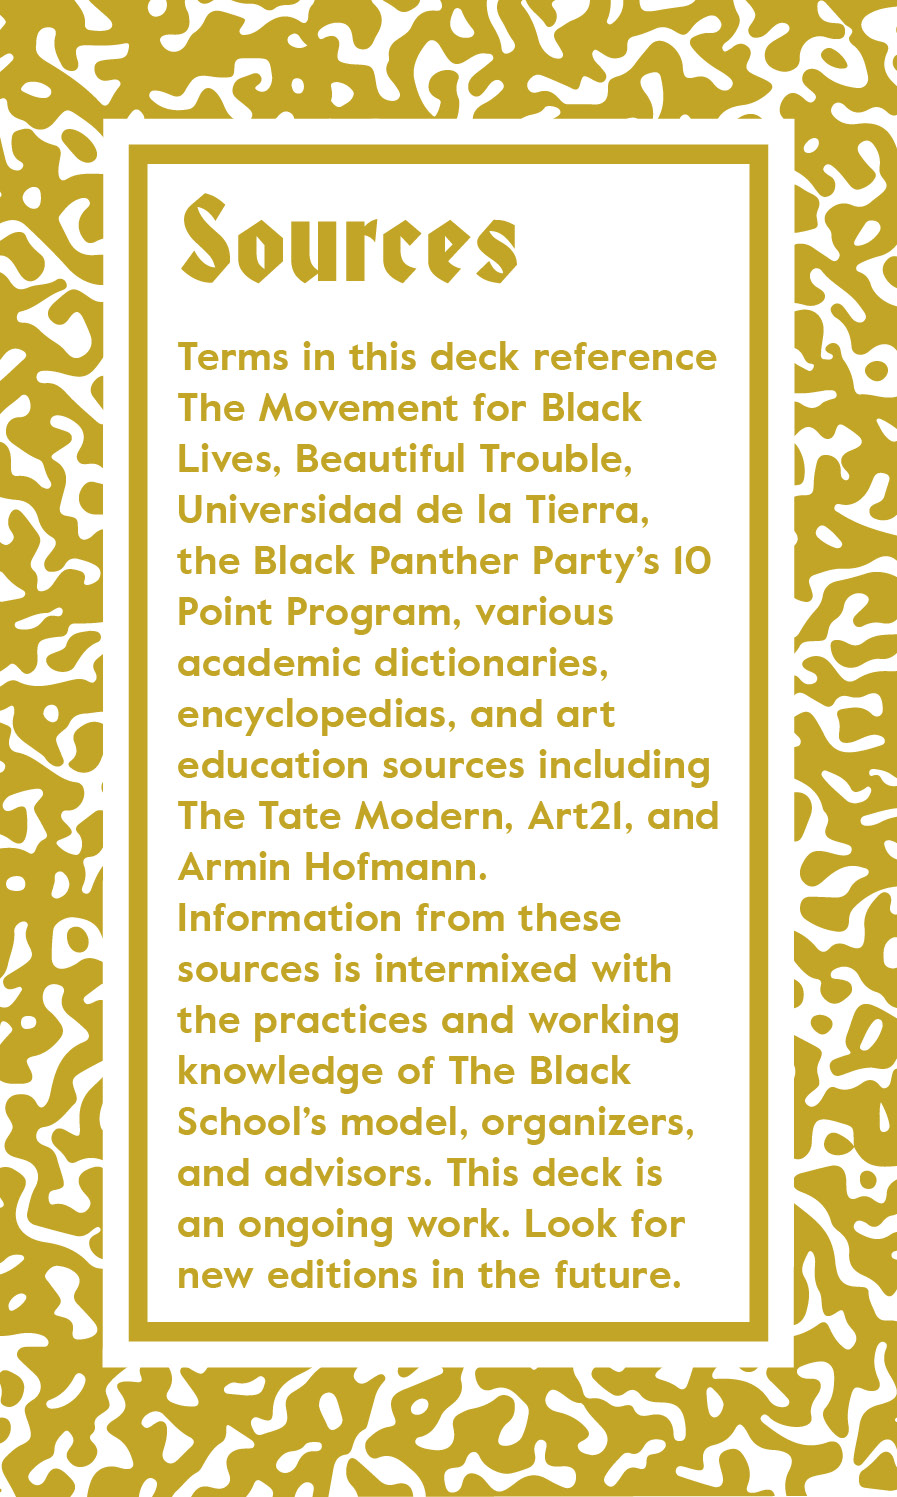 Sources
Terms in this deck reference
The Movement for Black
Lives, Beautiful Trouble,
Universidad de la Tierra,
the Black Panther Party’s 10
Point Program, various
academic dictionaries,
encyclopedias, and art
education sources including
The Tate Modern, Art21, and
Armin Hofmann.
Information from these
sources is intermixed with
the practices and working
knowledge of The Black
School’s model, organizers,
and advisors. This deck is
an ongoing work. Look for
new editions in the future.